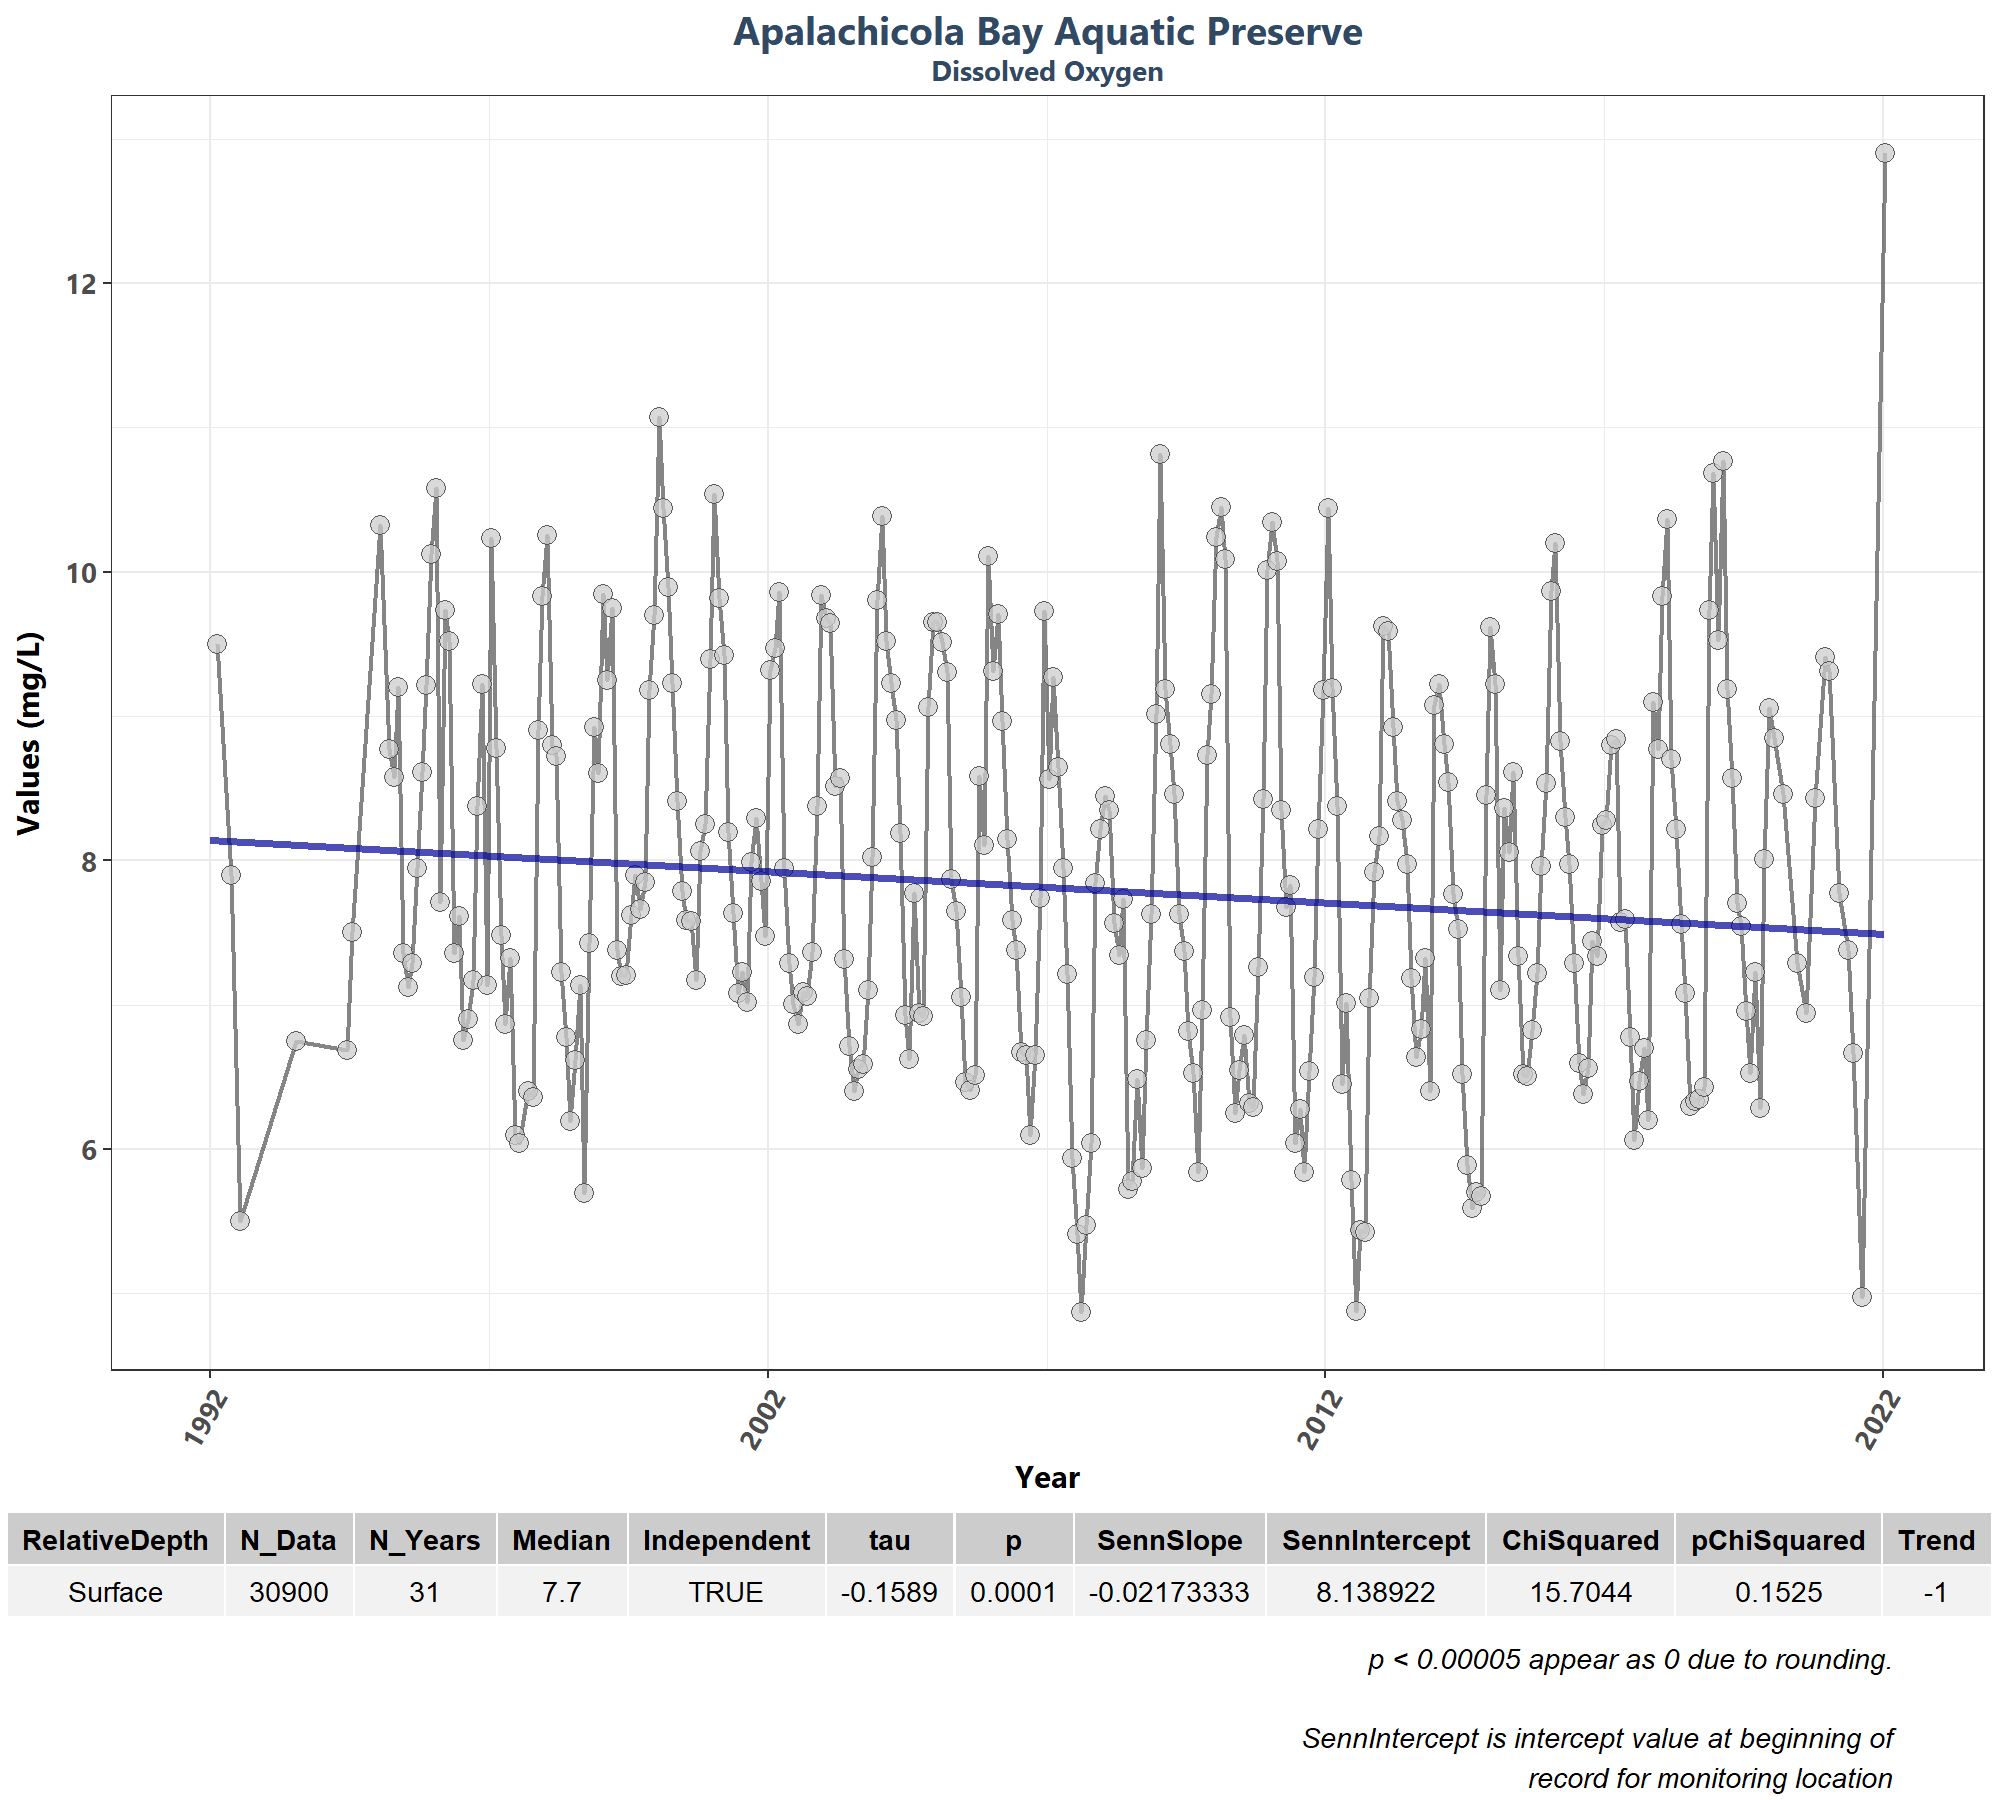 Apalachicola Bay Aquatic Preserve
Dissolved Oxygen
Values (mg/L)
12
10
8
6
1992
2002
2012
2022
Year
RelativeDepth N_Data N_Years Median Independent tau p SennSlope SennIntercept ChiSquared pChiSquared Trend
Surface 30900 31 7.7 TRUE -0.1589 0.0001 -0.02173333 8.138922 15.7044 0.1525 -1
p < 0.00005 appear as 0 due to rounding.
SennIntercept is intercept value at beginning of
record for monitoring location